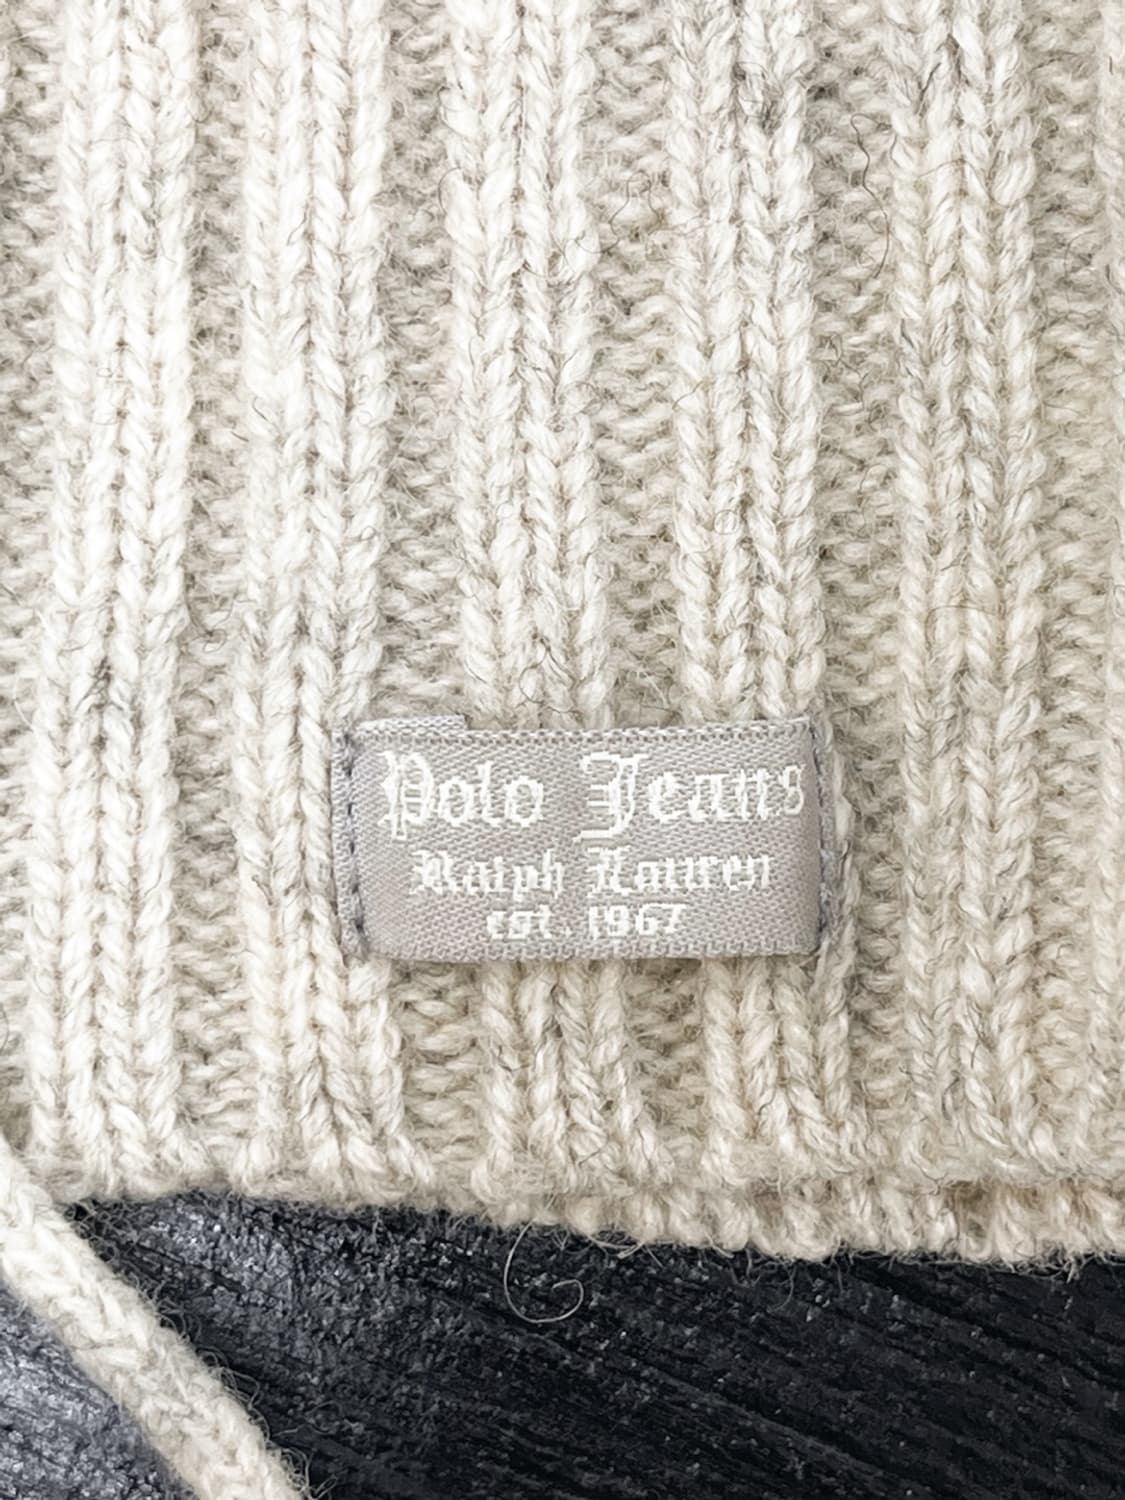 Polo Jeans
Ralph Lauren
est. 1967